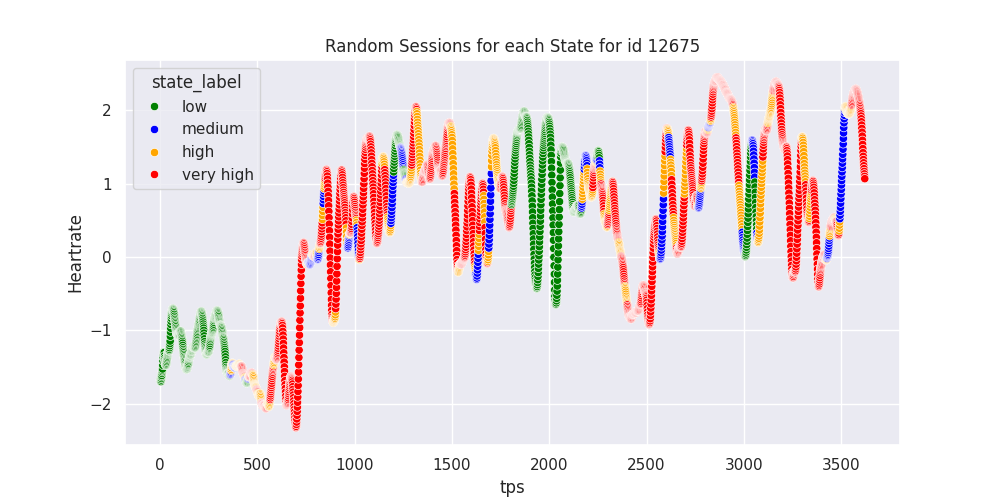 Random Sessions for each State for id 12675
state_label
low
medium
high
very high
Heartrate
2
1
0
−1
−2
0 500 1000 1500 2000 2500 3000 3500
tps